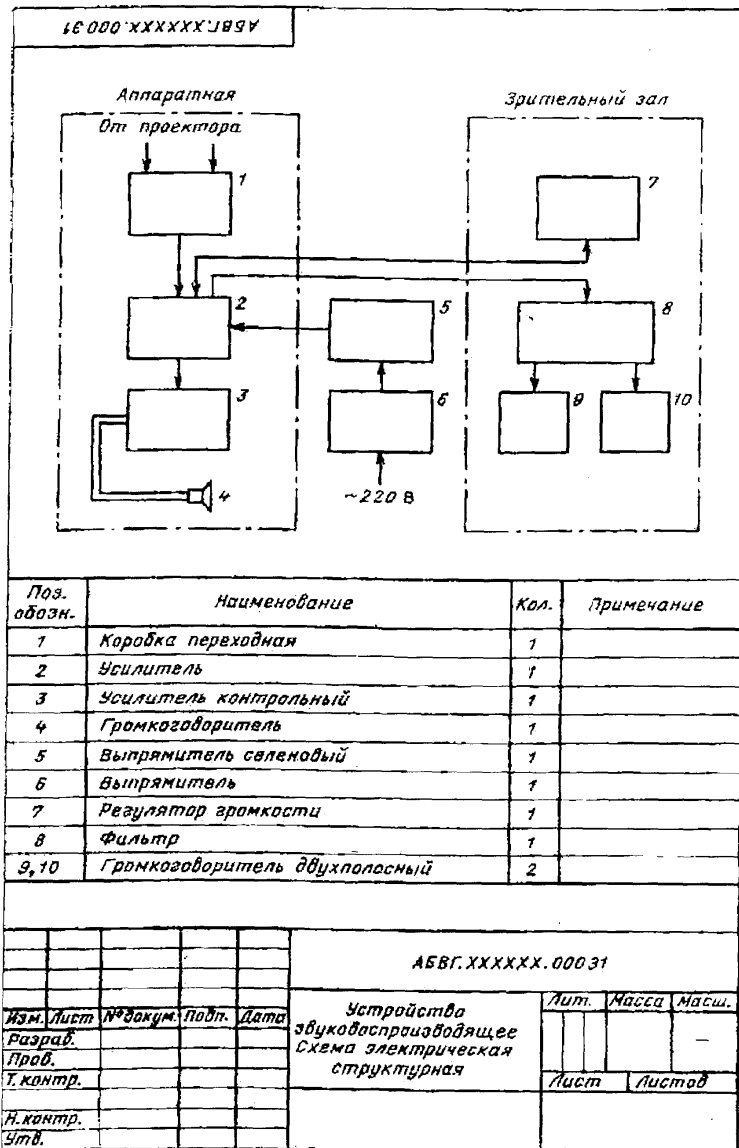 АБВГ.XXXXXX.000 Э1
Аппаратная
Зрительный зал
От проектора
1
7
2
5
8
3
6
9
10
4
~220 В
Поз. обозн.
Наименование
Кол.
Примечание
1 Коробка переходная 1
2 Усилитель 1
3 Усилитель контрольный 1
4 Громкоговоритель 1
5 Выпрямитель селеновый 1
6 Выпрямитель 1
7 Регулятор громкости 1
8 Фильтр 1
9,10 Громкоговоритель двухполосный 2
АБВГ.XXXXXX.000Э1
Изм. Лист № докум. Подп. Дата
Разраб.
Пров.
Т. контр.
Н. контр.
Утв.
Устройства
звуковоспроизводящее
Схема электрическая
структурная
Лит. Масса Масш.
–
Лист Листов